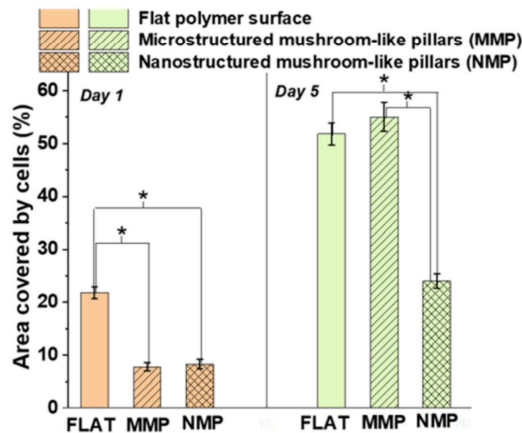 Flat polymer surface
Microstructured mushroom-like pillars (MMP)
Nanostructured mushroom-like pillars (NMP)
Area covered by cells (%)
60
50
40
30
20
10
0
Day 1
Day 5
*
*
*
*
FLAT MMP NMP
FLAT MMP NMP